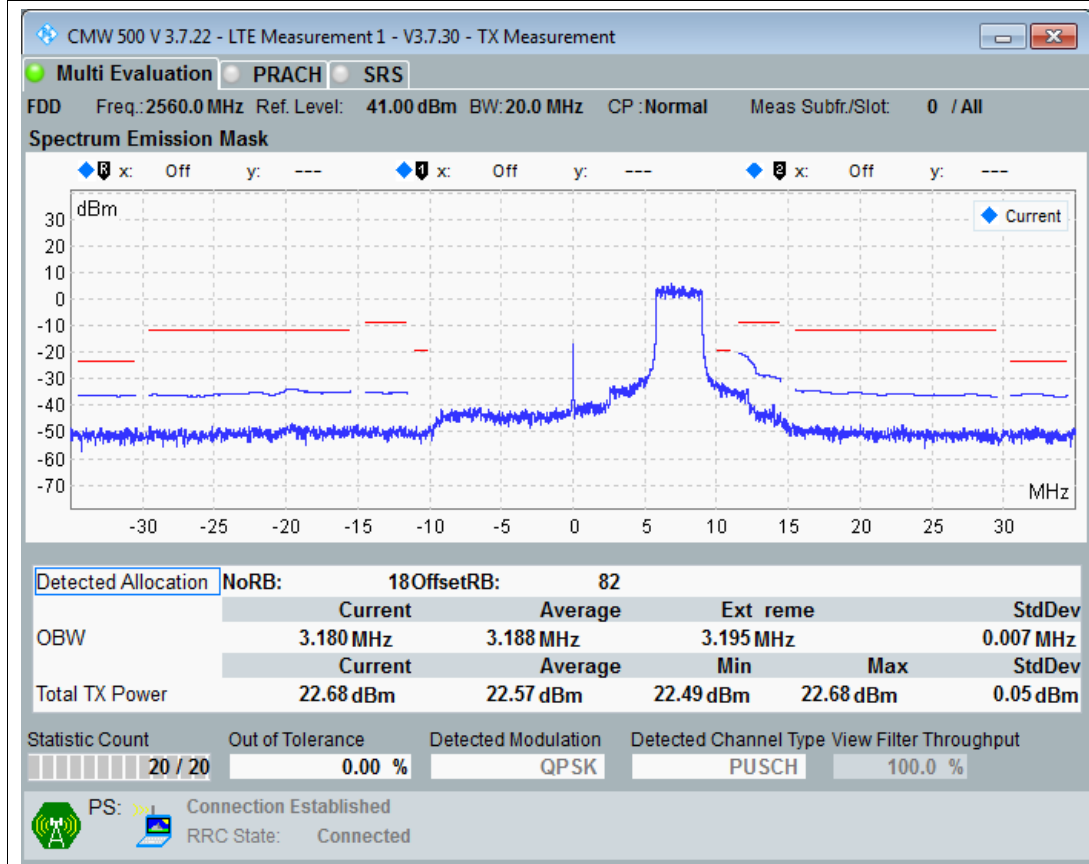 CMW 500 V 3.7.22 - LTE Measurement 1 - V3.7.30 - TX Measurement
Multi Evaluation PRACH SRS
FDD Freq.:2560.0 MHz Ref. Level: 41.00 dBm BW:20.0 MHz CP :Normal Meas Subfr./Slot: 0 / All
Spectrum Emission Mask
R x: Off y: --- 1 x: Off y: --- 2 x: Off y: ---
dBm
Current
30
20
10
0
-10
-20
-30
-40
-50
-60
-70
MHz
-30 -25 -20 -15 -10 -5 0 5 10 15 20 25 30
Detected Allocation NoRB: 18 OffsetRB: 82
Current Average Ext reme StdDev
OBW 3.180 MHz 3.188 MHz 3.195 MHz 0.007 MHz
Current Average Min Max StdDev
Total TX Power 22.68 dBm 22.57 dBm 22.49 dBm 22.68 dBm 0.05 dBm
Statistic Count Out of Tolerance Detected Modulation Detected Channel Type View Filter Throughput
20 / 20 0.00 % QPSK PUSCH 100.0 %
PS: Connection Established
RRC State: Connected